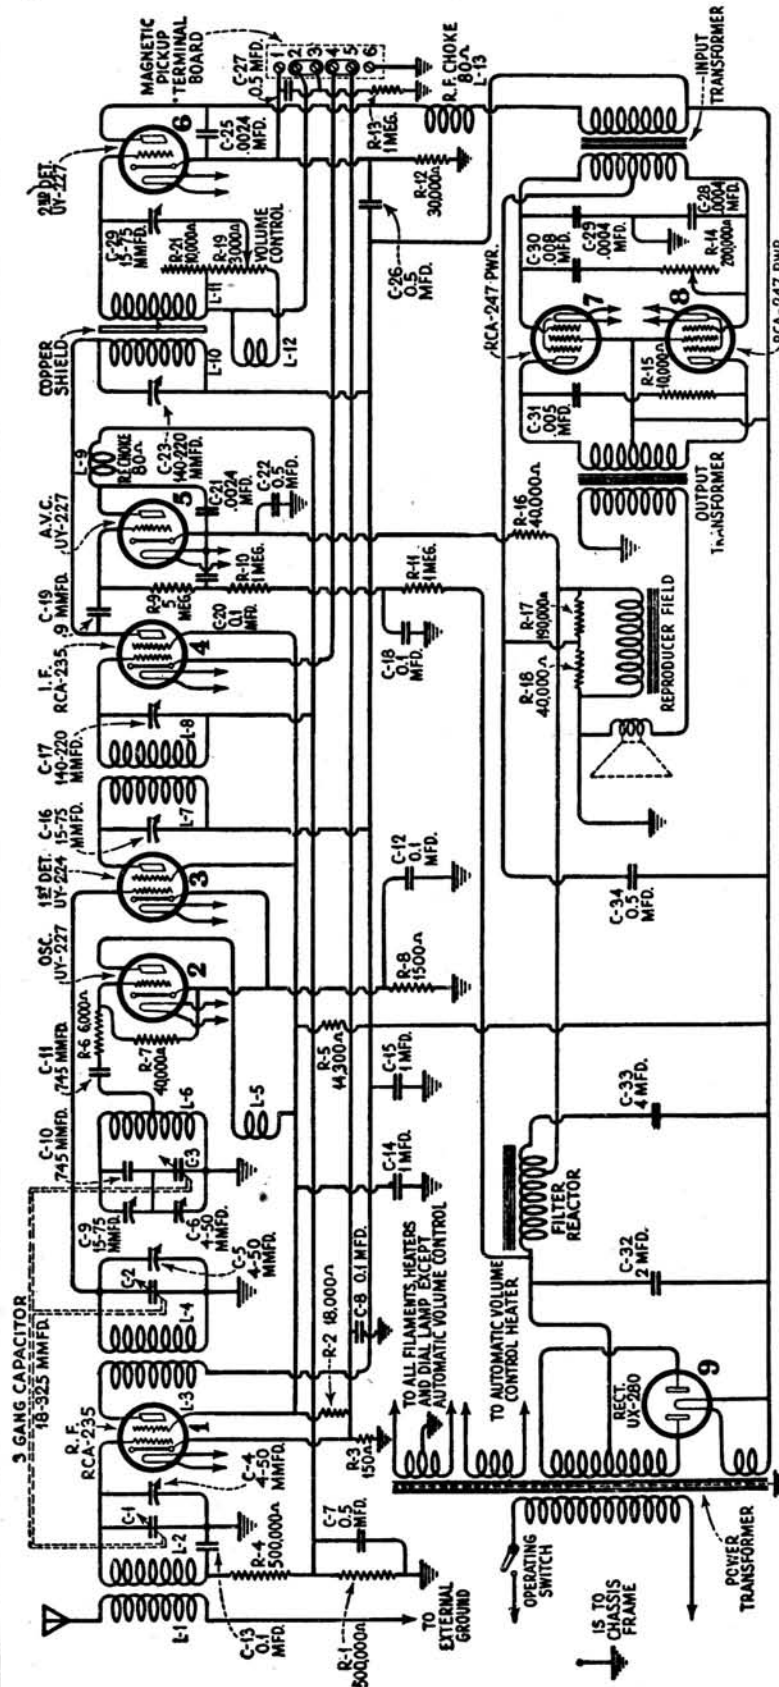 3 GANG CAPACITOR
18-325 MMFD.
R.F.
RCA-235
1
C-1
C-4
4-50
MMFD.
L-1
L-2
L-3
L-4
C-2
C-5
4-50
MMFD.
C-13
0.1
MFD.
R-4
500,000Ω
R-1
500,000Ω
C-7
0.5
MFD.
R-3
150Ω
R-2 18,000Ω
C-8 0.1 MFD.
TO
EXTERNAL
GROUND
C-9
15-75
MMFD.
C-10
745 MMFD.
C-6
4-50
MMFD.
C-3
L-6
L-5
C-11
745 MMFD.
R-6 6,000Ω
R-7
40,000Ω
OSC.
UY-227
2
1ST DET.
UY-224
3
C-16
15-75
MMFD.
L-7
L-8
C-17
140-220
MMFD.
I.F.
RCA-235
4
C-19
.9 MMFD.
A.V.C.
UY-227
5
R-9
5
MEG.
C-20
0.1
MFD.
R-10
1 MEG.
C-21
.0024
MFD.
C-22
0.5
MFD.
L-9
R.F. CHOKE
80Ω
C-23
140-220
MMFD.
COPPER
SHIELD
L-10
L-11
L-12
C-29
15-75
MMFD.
R-21
10,000Ω
R-19
3000Ω
VOLUME
CONTROL
2ND DET.
UY-227
6
C-25
.0024
MFD.
MAGNETIC
PICKUP
TERMINAL
BOARD
1
2
3
4
5
6
C-27
0.5 MFD.
R-13
1 MEG.
R.F. CHOKE
80Ω
L-13
R-12
30,000Ω
C-26
0.5
MFD.
C-14
1 MFD.
C-15
1 MFD.
R-5
14,300Ω
R-8
1500Ω
C-12
0.1
MFD.
C-18
0.1
MFD.
R-11
1 MEG.
TO ALL FILAMENTS, HEATERS
AND DIAL LAMP EXCEPT
AUTOMATIC VOLUME CONTROL
TO AUTOMATIC VOLUME
CONTROL HEATER
OPERATING
SWITCH
IS TO
CHASSIS
FRAME
POWER
TRANSFORMER
RECT.
UX-280
9
C-32
2 MFD.
FILTER
REACTOR
C-33
4 MFD.
C-34
0.5
MFD.
R-18
40,000Ω
R-17
190,000Ω
REPRODUCER FIELD
R-16
40,000Ω
OUTPUT
TRANSFORMER
C-31
.005
MFD.
R-15
10,000Ω
RCA-247 PWR.
7
8
RCA-247 PWR.
C-30
.008
MFD.
C-29
.0004
MFD.
C-28
.0004
MFD.
R-14
200,000Ω
INPUT
TRANSFORMER